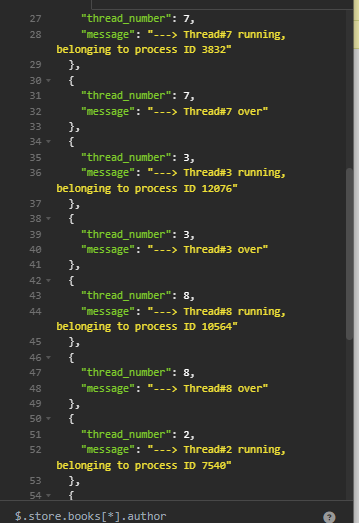 27 "thread_number": 7,
28 "message": "---> Thread#7 running,
belonging to process ID 3832"
29 },
30 {
31 "thread_number": 7,
32 "message": "---> Thread#7 over"
33 },
34 {
35 "thread_number": 3,
36 "message": "---> Thread#3 running,
belonging to process ID 12076"
37 },
38 {
39 "thread_number": 3,
40 "message": "---> Thread#3 over"
41 },
42 {
43 "thread_number": 8,
44 "message": "---> Thread#8 running,
belonging to process ID 10564"
45 },
46 {
47 "thread_number": 8,
48 "message": "---> Thread#8 over"
49 },
50 {
51 "thread_number": 2,
52 "message": "---> Thread#2 running,
belonging to process ID 7540"
53 },
54 {
$.store.books[*].author ?